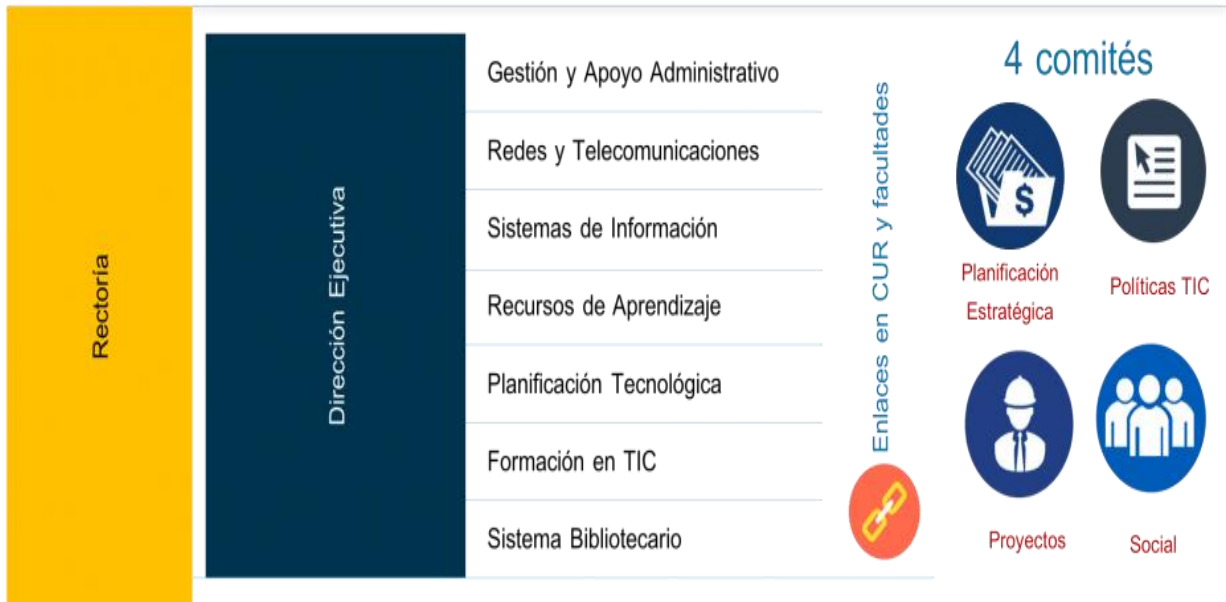 Rectoría
Dirección Ejecutiva
Gestión y Apoyo Administrativo
Redes y Telecomunicaciones
Sistemas de Información
Recursos de Aprendizaje
Planificación Tecnológica
Formación en TIC
Sistema Bibliotecario
Enlaces en CUR y facultades
4 comités
$
Planificación
Estratégica
Políticas TIC
Proyectos
Social